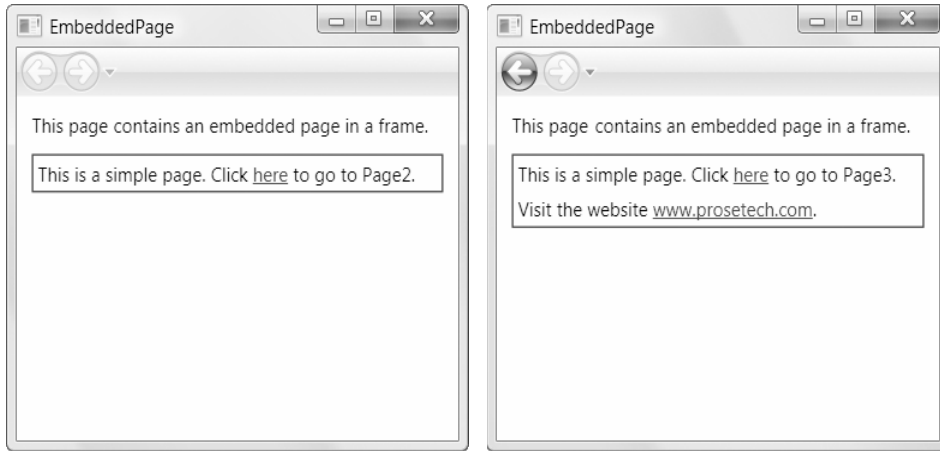 EmbeddedPage
This page contains an embedded page in a frame.
This is a simple page. Click here to go to Page2.
EmbeddedPage
This page contains an embedded page in a frame.
This is a simple page. Click here to go to Page3.
Visit the website www.prosetech.com.